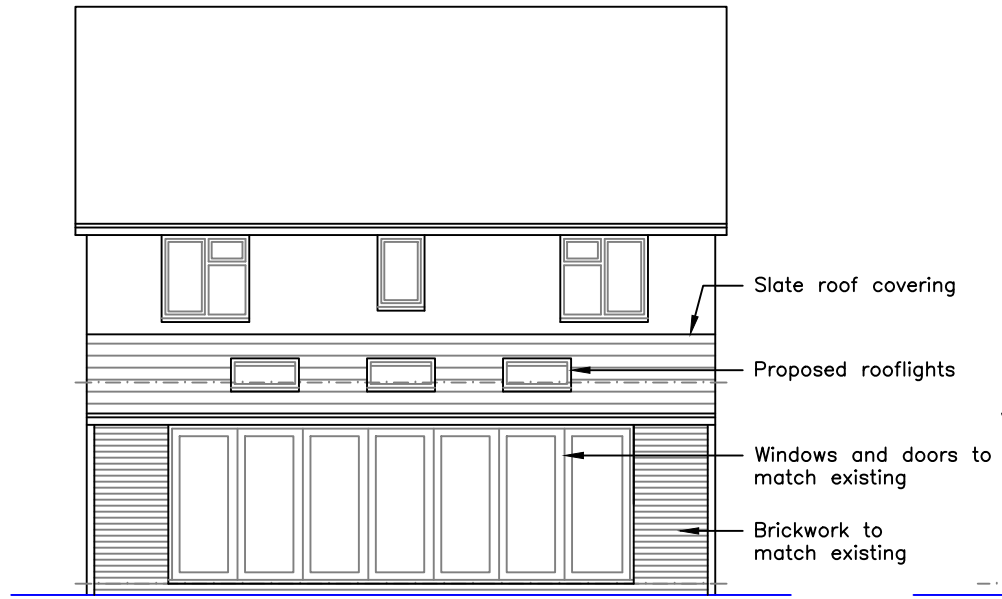 Slate roof covering
Proposed rooflights
Windows and doors to
match existing
Brickwork to
match existing